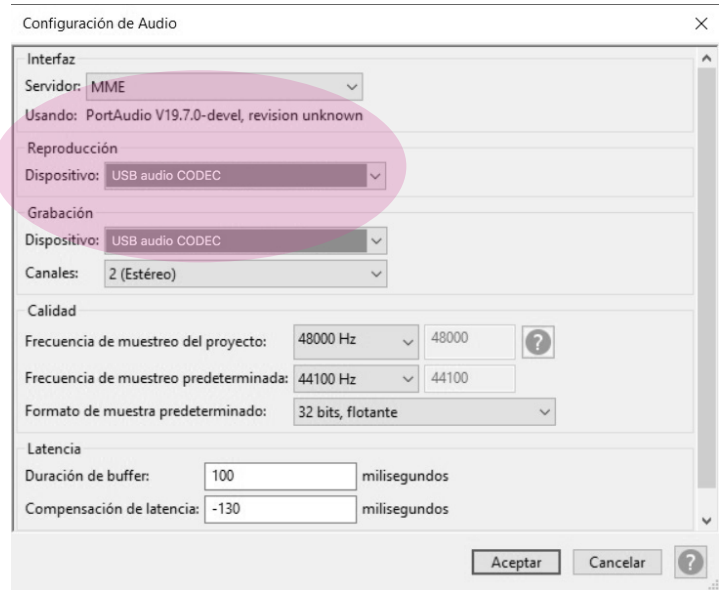 Configuración de Audio
Interfaz
Servidor: MME
Usando: PortAudio V19.7.0-devel, revision unknown
Reproducción
Dispositivo: USB audio CODEC
Grabación
Dispositivo: USB audio CODEC
Canales: 2 (Estéreo)
Calidad
Frecuencia de muestreo del proyecto: 48000 Hz 48000 ?
Frecuencia de muestreo predeterminada: 44100 Hz 44100
Formato de muestra predeterminado: 32 bits, flotante
Latencia
Duración de buffer: 100 milisegundos
Compensación de latencia: -130 milisegundos
Aceptar Cancelar ?